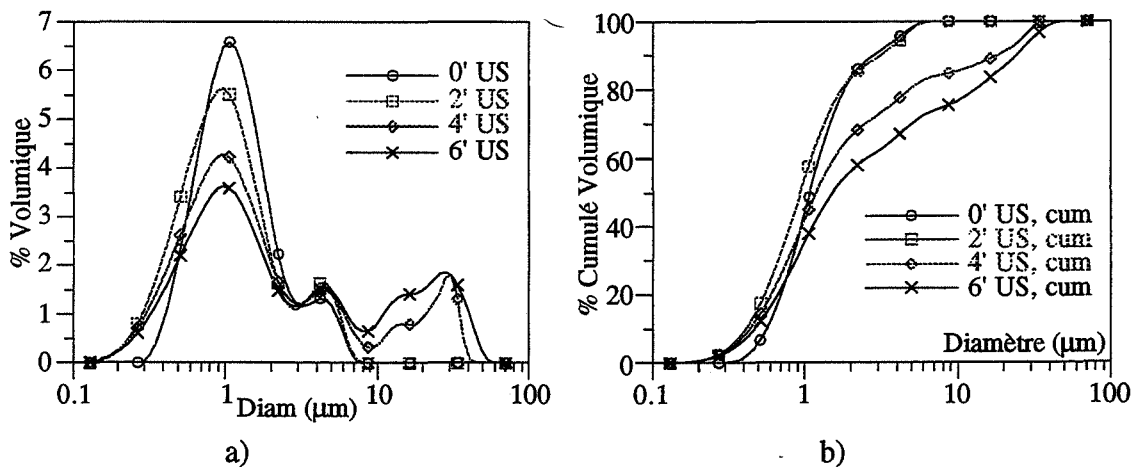 7
6
5
4
3
2
1
0
% Volumique
0' US
2' US
4' US
6' US
0.1
1
10
100
Diam (µm)
a)
100
80
60
40
20
0
% Cumulé Volumique
0' US, cum
2' US, cum
4' US, cum
6' US, cum
Diamètre (µm)
0.1
1
10
100
b)